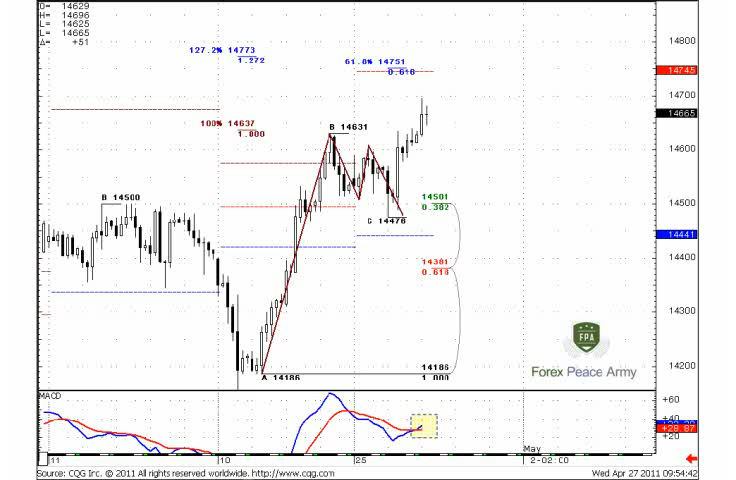 O= 14629
H= 14696
L= 14625
L= 14665
Δ= +51
127.2% 14773
1.272
61.8% 14751
0.618
14800
14745
14700
14665
100% 14637
1.000
B 14631
14600
B 14500
14501
0.382
14500
C 14476
14441
14400
14381
0.618
14300
FPA
Forex Peace Army
14186
1.000
A 14186
14200
MACD
+60
+40
+28.87
+20
11
18
25
May
2-02:00
Source: CQG Inc. © 2011 All rights reserved worldwide. http://www.cqg.com
Wed Apr 27 2011 09:54:42